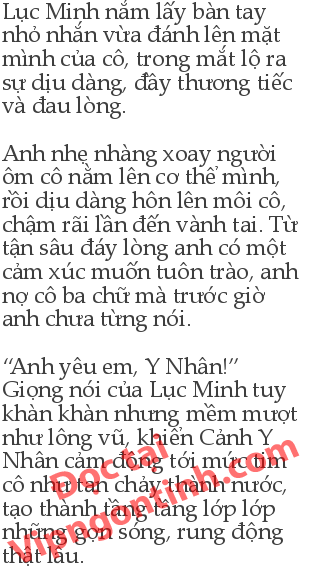 Lục Minh nắm lấy bàn tay
nhỏ nhắn vừa đánh lên mặt
mình của cô, trong mắt lộ ra
sự dịu dàng, đầy thương tiếc
và đau lòng.
Anh nhẹ nhàng xoay người
ôm cô nằm lên cơ thể mình,
rồi dịu dàng hôn lên môi cô,
chậm rãi lần đến vành tai. Từ
tận sâu đáy lòng anh có một
cảm xúc muốn tuôn trào, anh
nợ cô ba chữ mà trước giờ
anh chưa từng nói.
“Anh yêu em, Y Nhân!”
Giọng nói của Lục Minh tuy
khàn khàn nhưng mềm mượt
như lông vũ, khiến Cảnh Y
Nhân cảm động tới mức tim
cô như tan chảy thành nước,
tạo thành tầng tầng lớp lớp
những gợn sóng, rung động
thật lâu.
Đọc tại
Vipngontinh.com